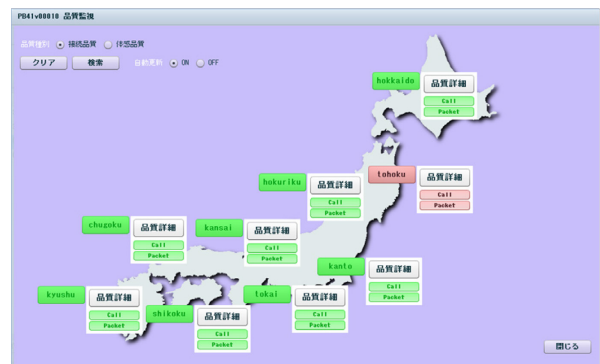 PB41v00010 品質監視
品質種別: 接続品質 体感品質
クリア 検索 自動更新 ON OFF
hokkaido 品質詳細
Call
Packet
tohoku 品質詳細
Call
Packet
hokuriku 品質詳細
Call
Packet
chugoku 品質詳細
Call
Packet
kansai 品質詳細
Call
Packet
kanto 品質詳細
Call
Packet
kyushu 品質詳細
Call
Packet
shikoku 品質詳細
Call
Packet
tokai 品質詳細
Call
Packet
閉じる